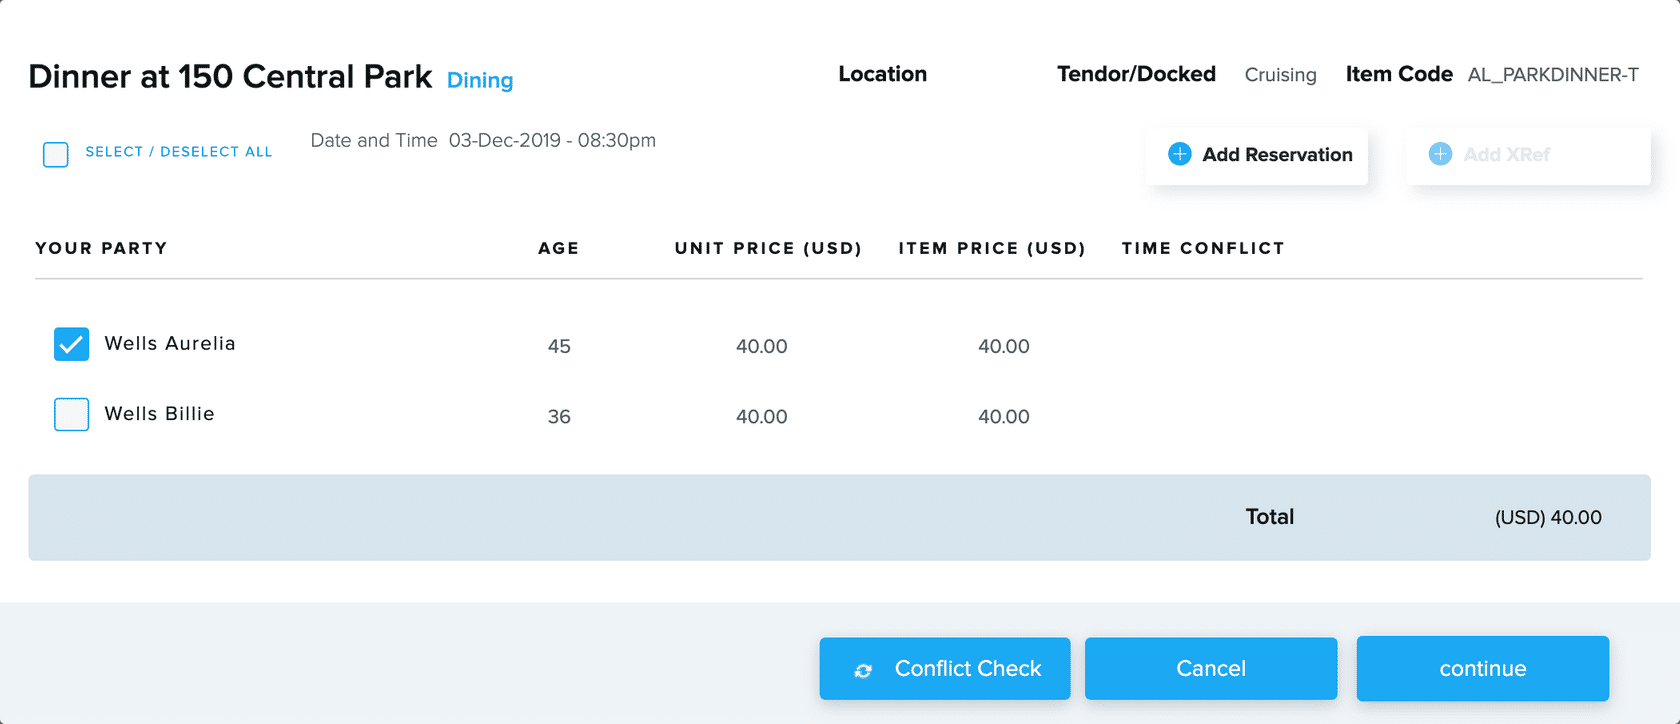 Dinner at 150 Central Park Dining Location Tendor/Docked Cruising Item Code AL_PARKDINNER-T
SELECT / DESELECT ALL Date and Time 03-Dec-2019 - 08:30pm Add Reservation Add XRef
YOUR PARTY AGE UNIT PRICE (USD) ITEM PRICE (USD) TIME CONFLICT
Wells Aurelia 45 40.00 40.00
Wells Billie 36 40.00 40.00
Total (USD) 40.00
Conflict Check Cancel continue